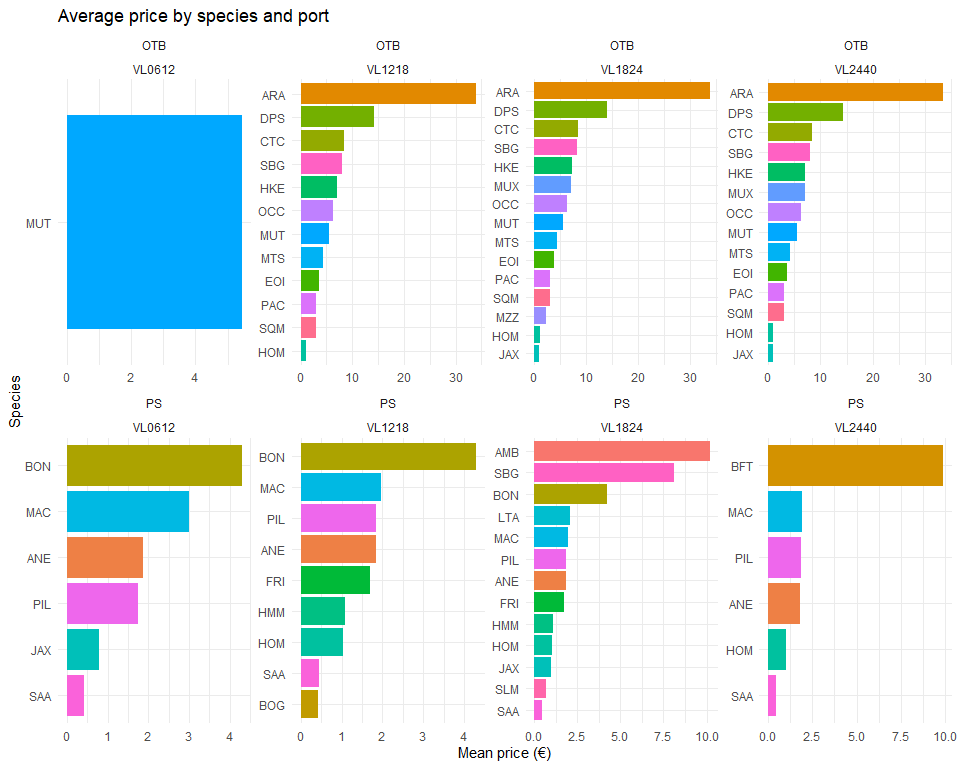 Average price by species and port
OTB OTB OTB OTB
VL0612 VL1218 VL1824 VL2440
MUT
0 2 4
ARA
DPS
CTC
SBG
HKE
OCC
MUT
MTS
EOI
PAC
SQM
HOM
0 10 20 30
ARA
DPS
CTC
SBG
HKE
MUX
OCC
MUT
MTS
EOI
PAC
SQM
MZZ
HOM
JAX
0 10 20 30
ARA
DPS
CTC
SBG
HKE
MUX
OCC
MUT
MTS
EOI
PAC
SQM
HOM
JAX
0 10 20 30
Species
PS PS PS PS
VL0612 VL1218 VL1824 VL2440
BON
MAC
ANE
PIL
JAX
SAA
0 1 2 3 4
BON
MAC
PIL
ANE
FRI
HMM
HOM
SAA
BOG
0 1 2 3 4
AMB
SBG
BON
LTA
MAC
PIL
ANE
FRI
HMM
HOM
JAX
SLM
SAA
0.0 2.5 5.0 7.5 10.0
BFT
MAC
PIL
ANE
HOM
SAA
0.0 2.5 5.0 7.5 10.0
Mean price (€)